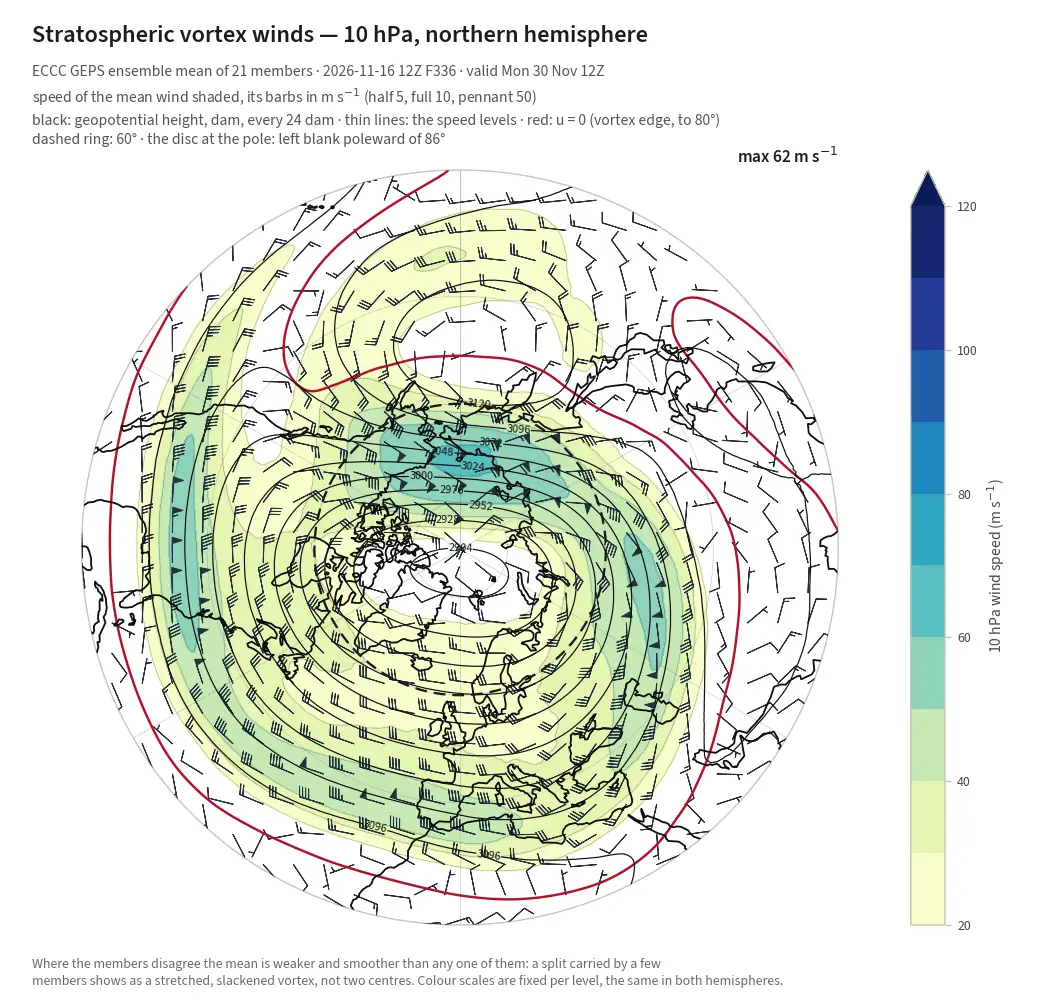 Stratospheric vortex winds — 10 hPa, northern hemisphere
ECCC GEPS ensemble mean of 21 members · 2026-11-16 12Z F336 · valid Mon 30 Nov 12Z
speed of the mean wind shaded, its barbs in m s⁻¹ (half 5, full 10, pennant 50)
black: geopotential height, dam, every 24 dam · thin lines: the speed levels · red: u = 0 (vortex edge, to 80°)
dashed ring: 60° · the disc at the pole: left blank poleward of 86°
max 62 m s⁻¹
120
100
80
60
40
20
10 hPa wind speed (m s⁻¹)
3120
3096
3048
3024
3000
2976
2952
2928
3096
3096
Where the members disagree the mean is weaker and smoother than any one of them: a split carried by a few
members shows as a stretched, slackened vortex, not two centres. Colour scales are fixed per level, the same in both hemispheres.